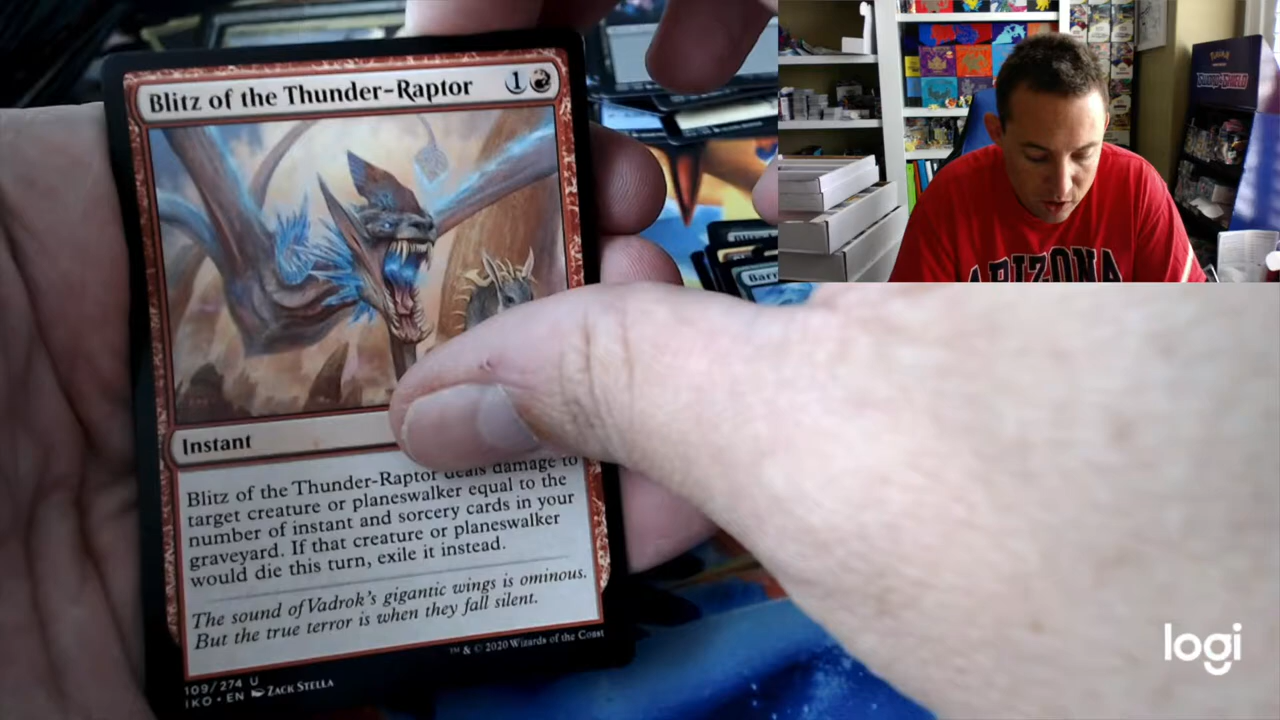 Blitz of the Thunder-Raptor 1
Instant
Blitz of the Thunder-Raptor deals damage to
target creature or planeswalker equal to the
number of instant and sorcery cards in your
graveyard. If that creature or planeswalker
would die this turn, exile it instead.
The sound of Vadrok's gigantic wings is ominous.
But the true terror is when they fall silent.
™ & © 2020 Wizards of the Coast
109/274 U
IKO • EN ZACK STELLA
ARIZONA
logi